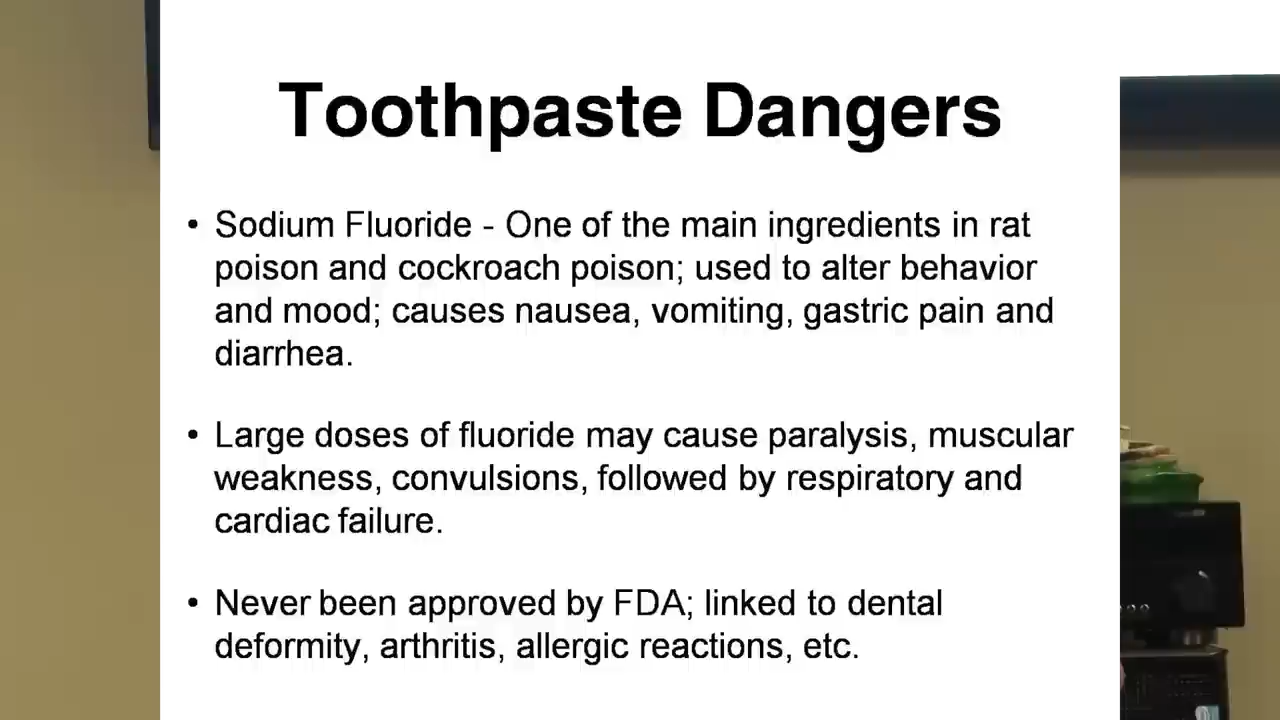 Toothpaste Dangers
• Sodium Fluoride - One of the main ingredients in rat
poison and cockroach poison; used to alter behavior
and mood; causes nausea, vomiting, gastric pain and
diarrhea.
• Large doses of fluoride may cause paralysis, muscular
weakness, convulsions, followed by respiratory and
cardiac failure.
• Never been approved by FDA; linked to dental
deformity, arthritis, allergic reactions, etc.